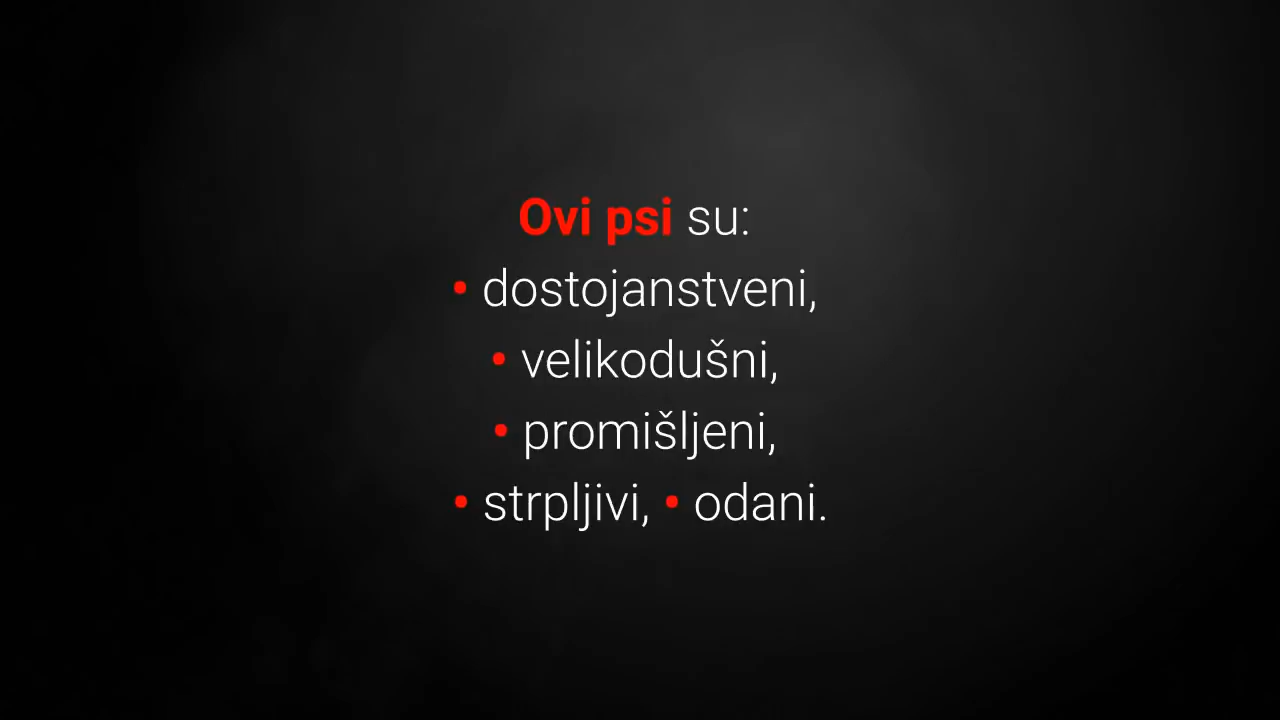 Ovi psi su:
• dostojanstveni,
• velikodušni,
• promišljeni,
• strpljivi, • odani.